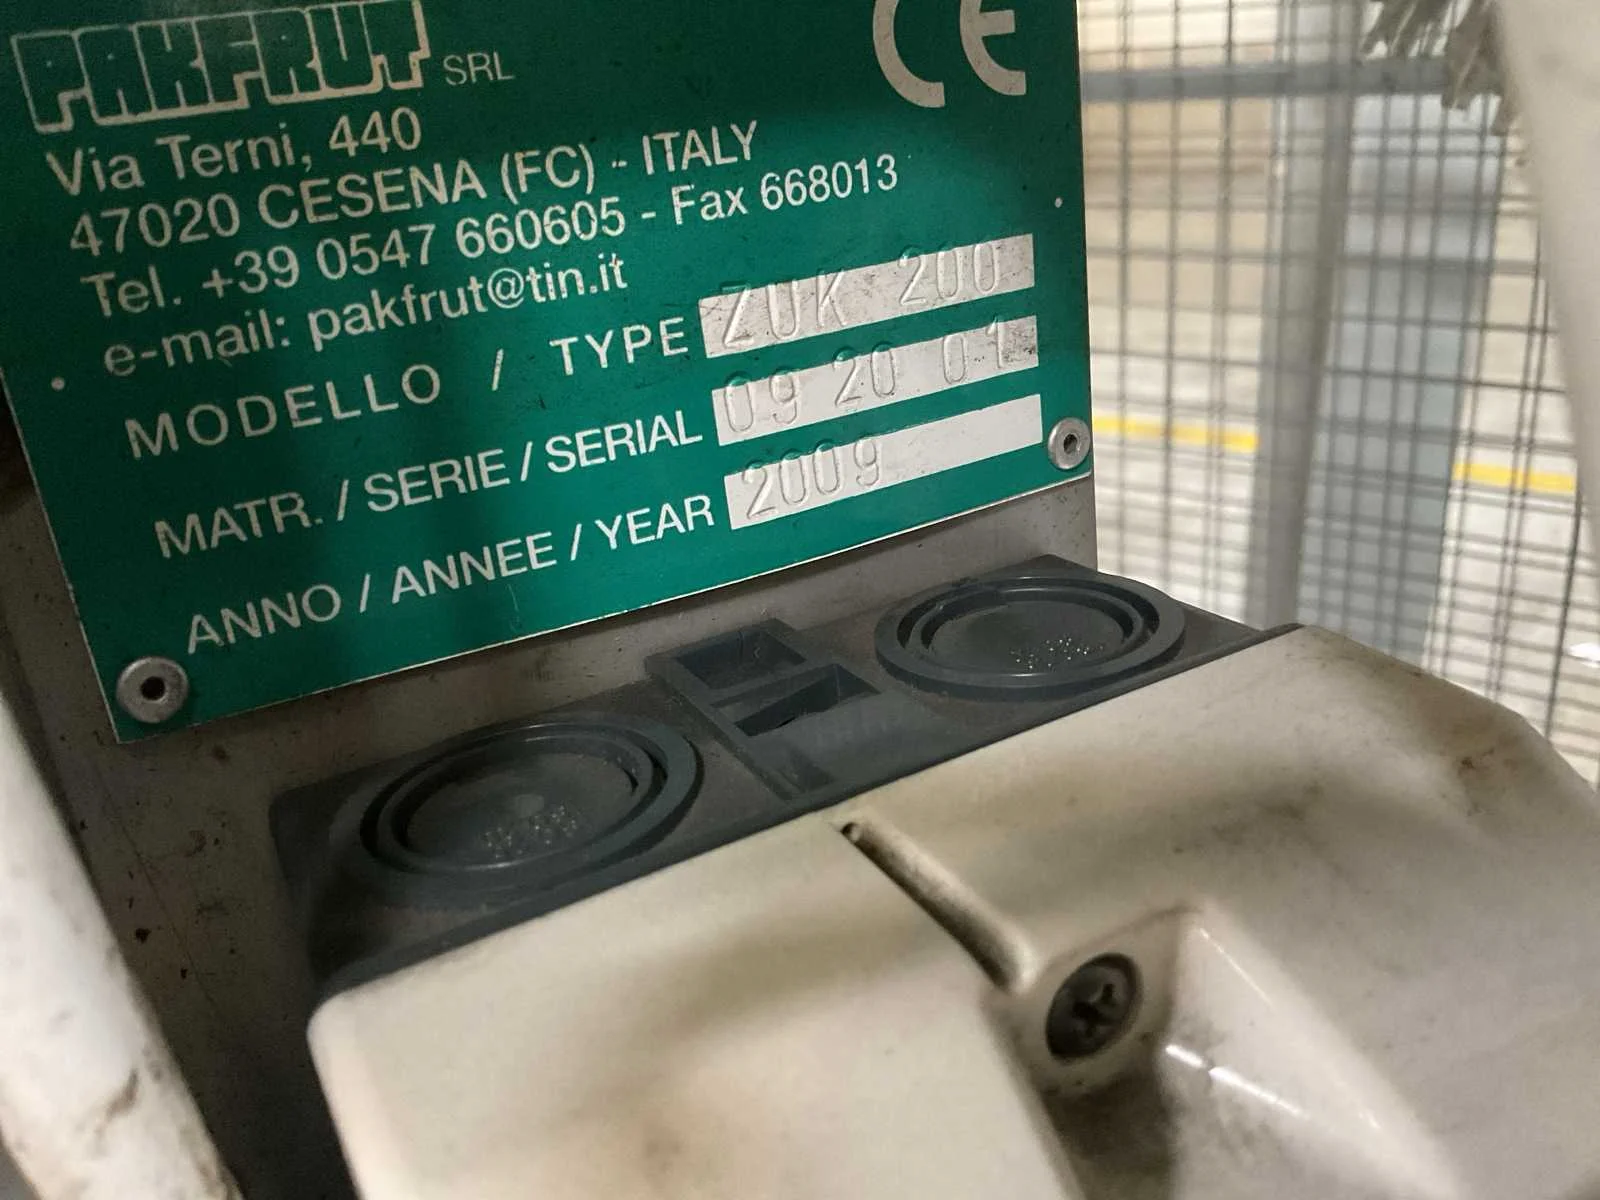 PAKFRUT SRL CE
Via Terni, 440
47020 CESENA (FC) - ITALY
Tel. +39 0547 660605 - Fax 668013
e-mail: pakfrut@tin.it
MODELLO / TYPE ZUK 200
MATR. / SERIE / SERIAL 09 20 01
ANNO / ANNEE / YEAR 2009